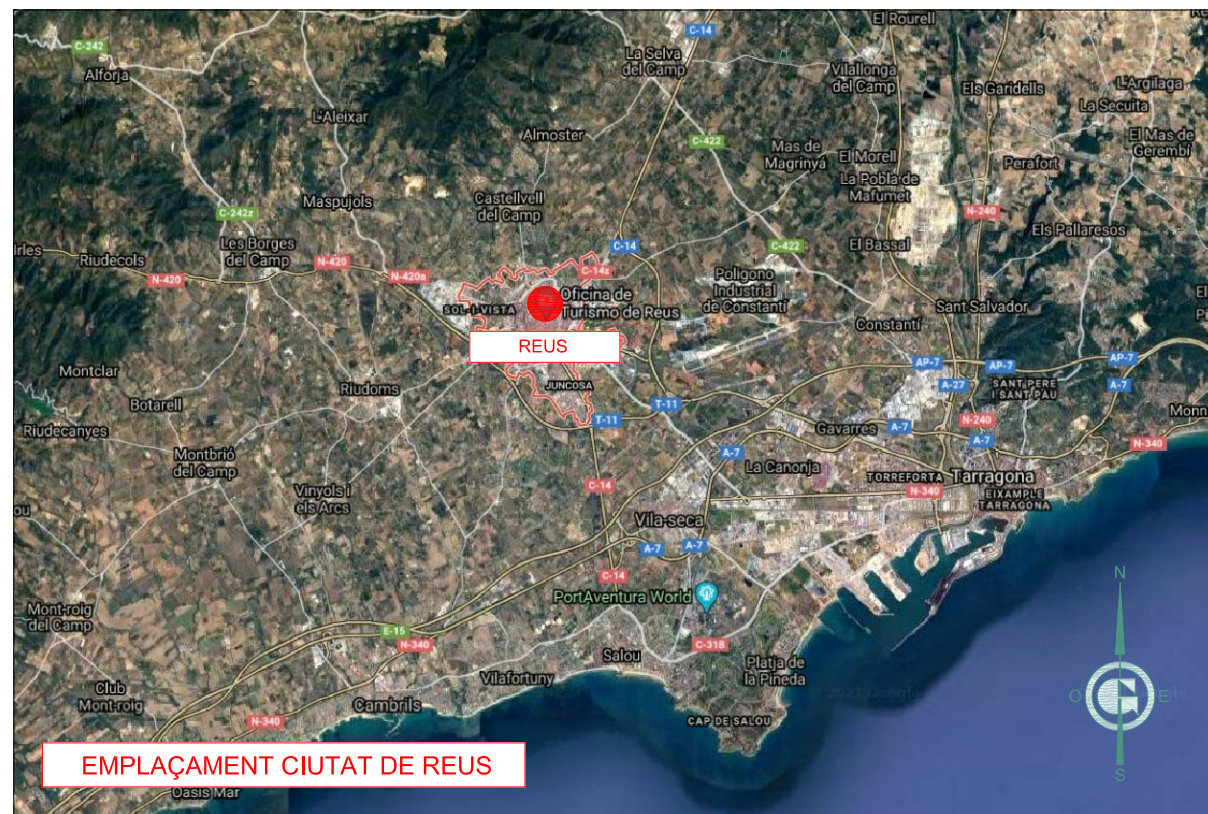 El Rourell
C-14
C-242
La Selva
del Camp
Alforja
Vilallonga
del Camp
Els Garidells
L'Argilaga
La Secuita
L'Aleixar
Almoster
C-422
Mas de
Magrinyá
El Morell
El Mas de
Gerembí
Perafort
La Pobla de
Mafumet
Maspujols
Castellvell
del Camp
C-242z
N-240
Els Pallaresos
Irles
Riudecols
Les Borges
del Camp
C-14
C-422
El Bassal
N-420
N-420
N-420a
C-14z
Poligono
Industrial
de Constantí
SOL-I-VISTA
Oficina de
Turismo de Reus
Sant Salvador
El
Constantí
REUS
AP-7
AP-7
AP-7
Montclar
JUNCOSA
A-27
SANT PERE
I SANT PAU
A-7
Riudoms
Botarell
T-11
T-11
N-240
Monn
Riudecanyes
Gavarres
A-7
A-7
N-340
Montbrió
del Camp
A-7
La Canonja
TORREFORTA
Tarragona
C-14
N-340
EIXAMPLE
TARRAGONA
Vinyols i
els Arcs
ou
Vila-seca
A-7
A-7
C-14
N
PortAventura World
Mont-roig
del Camp
E-15
N-340
C-31B
Salou
Platja de
la Pineda
Vilafortuny
Club
Mont-roig
Cambrils
O
E
N-340
CAP DE SALOU
EMPLAÇAMENT CIUTAT DE REUS
S
Oasis Mar